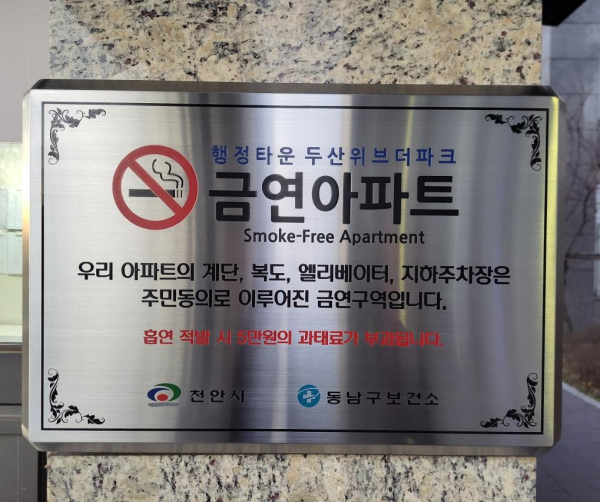 행정타운 두산위브더파크
금연아파트
Smoke-Free Apartment
우리 아파트의 계단, 복도, 엘리베이터, 지하주차장은
주민동의로 이루어진 금연구역입니다.
흡연 적발 시 5만원의 과태료가 부과됩니다.
천안시 동남구보건소